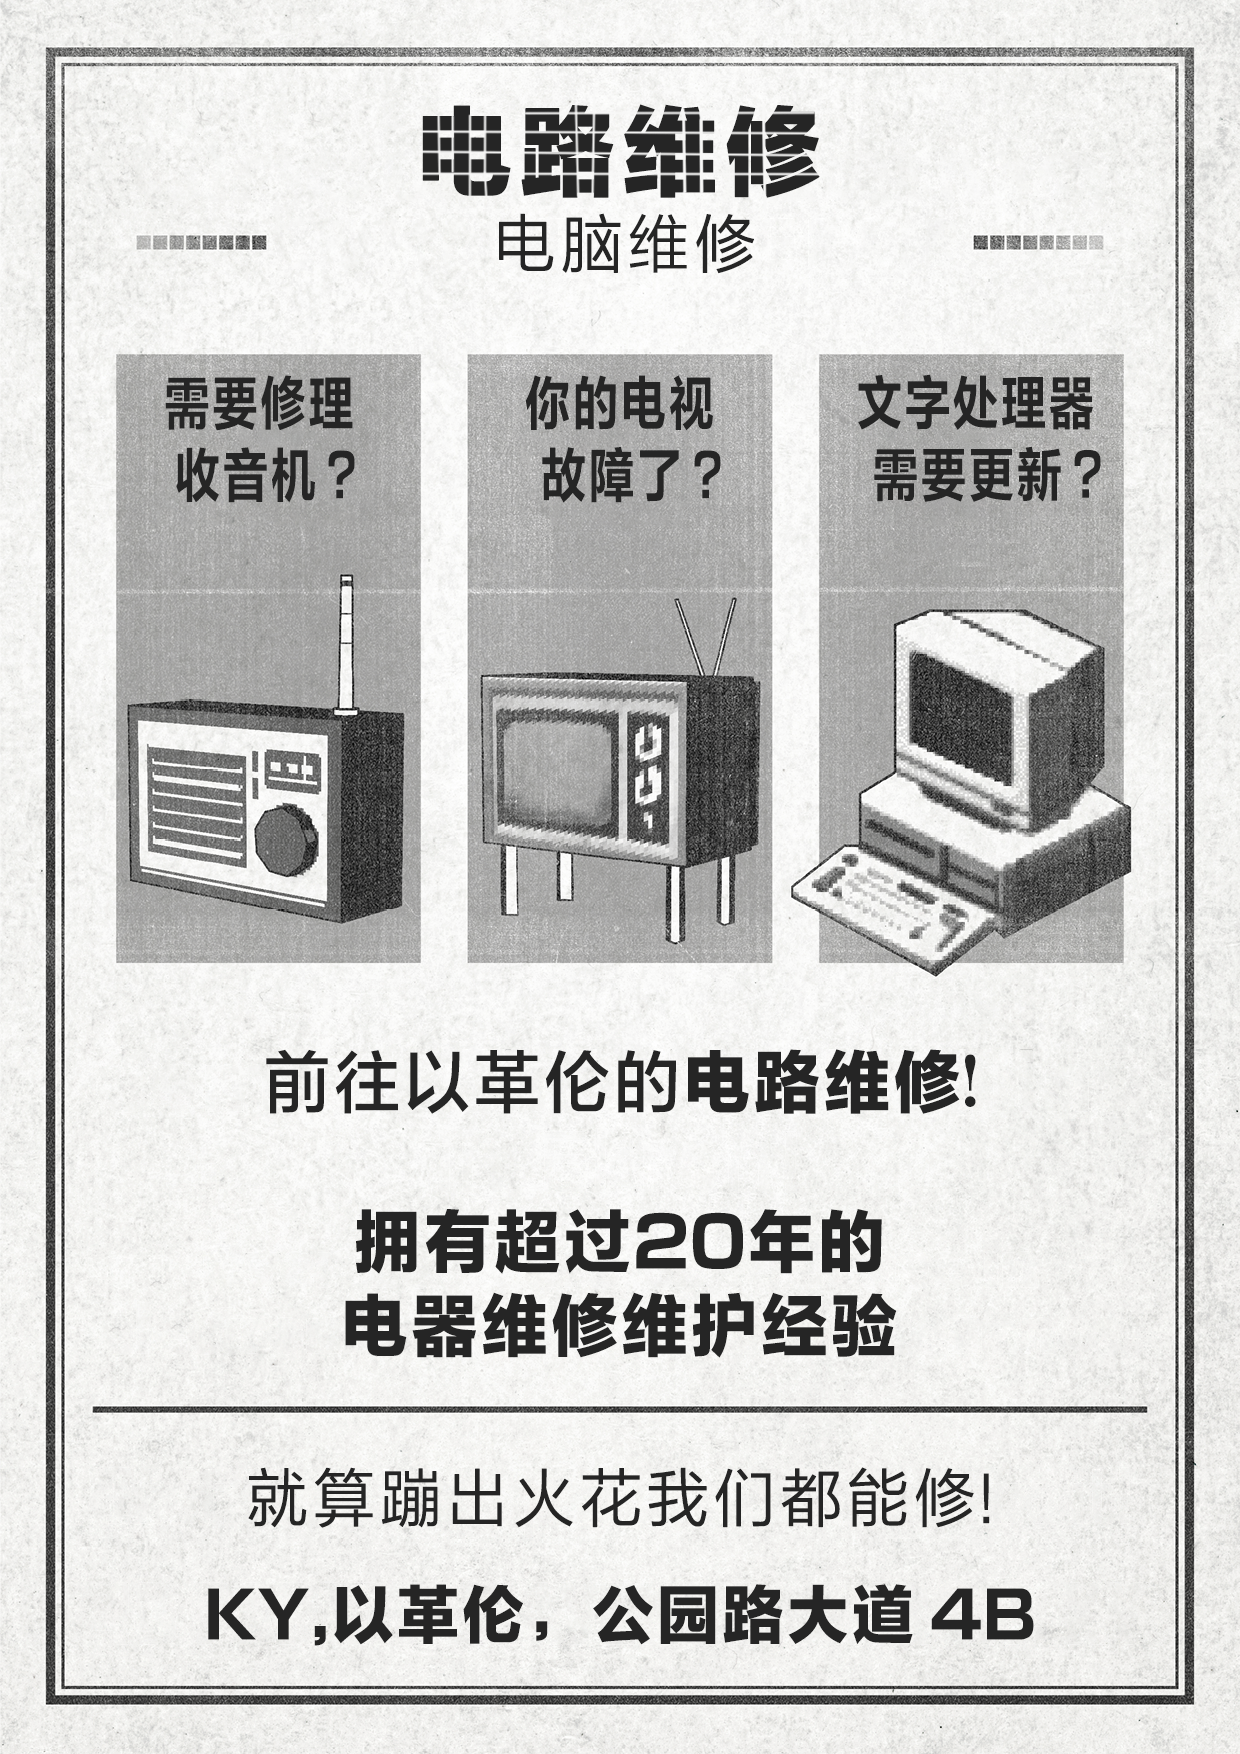 电路维修
电脑维修
需要修理
收音机？
你的电视
故障了？
文字处理器
需要更新？
前往以革伦的电路维修!
拥有超过20年的
电器维修维护经验
就算蹦出火花我们都能修!
KY,以革伦，公园路大道 4B